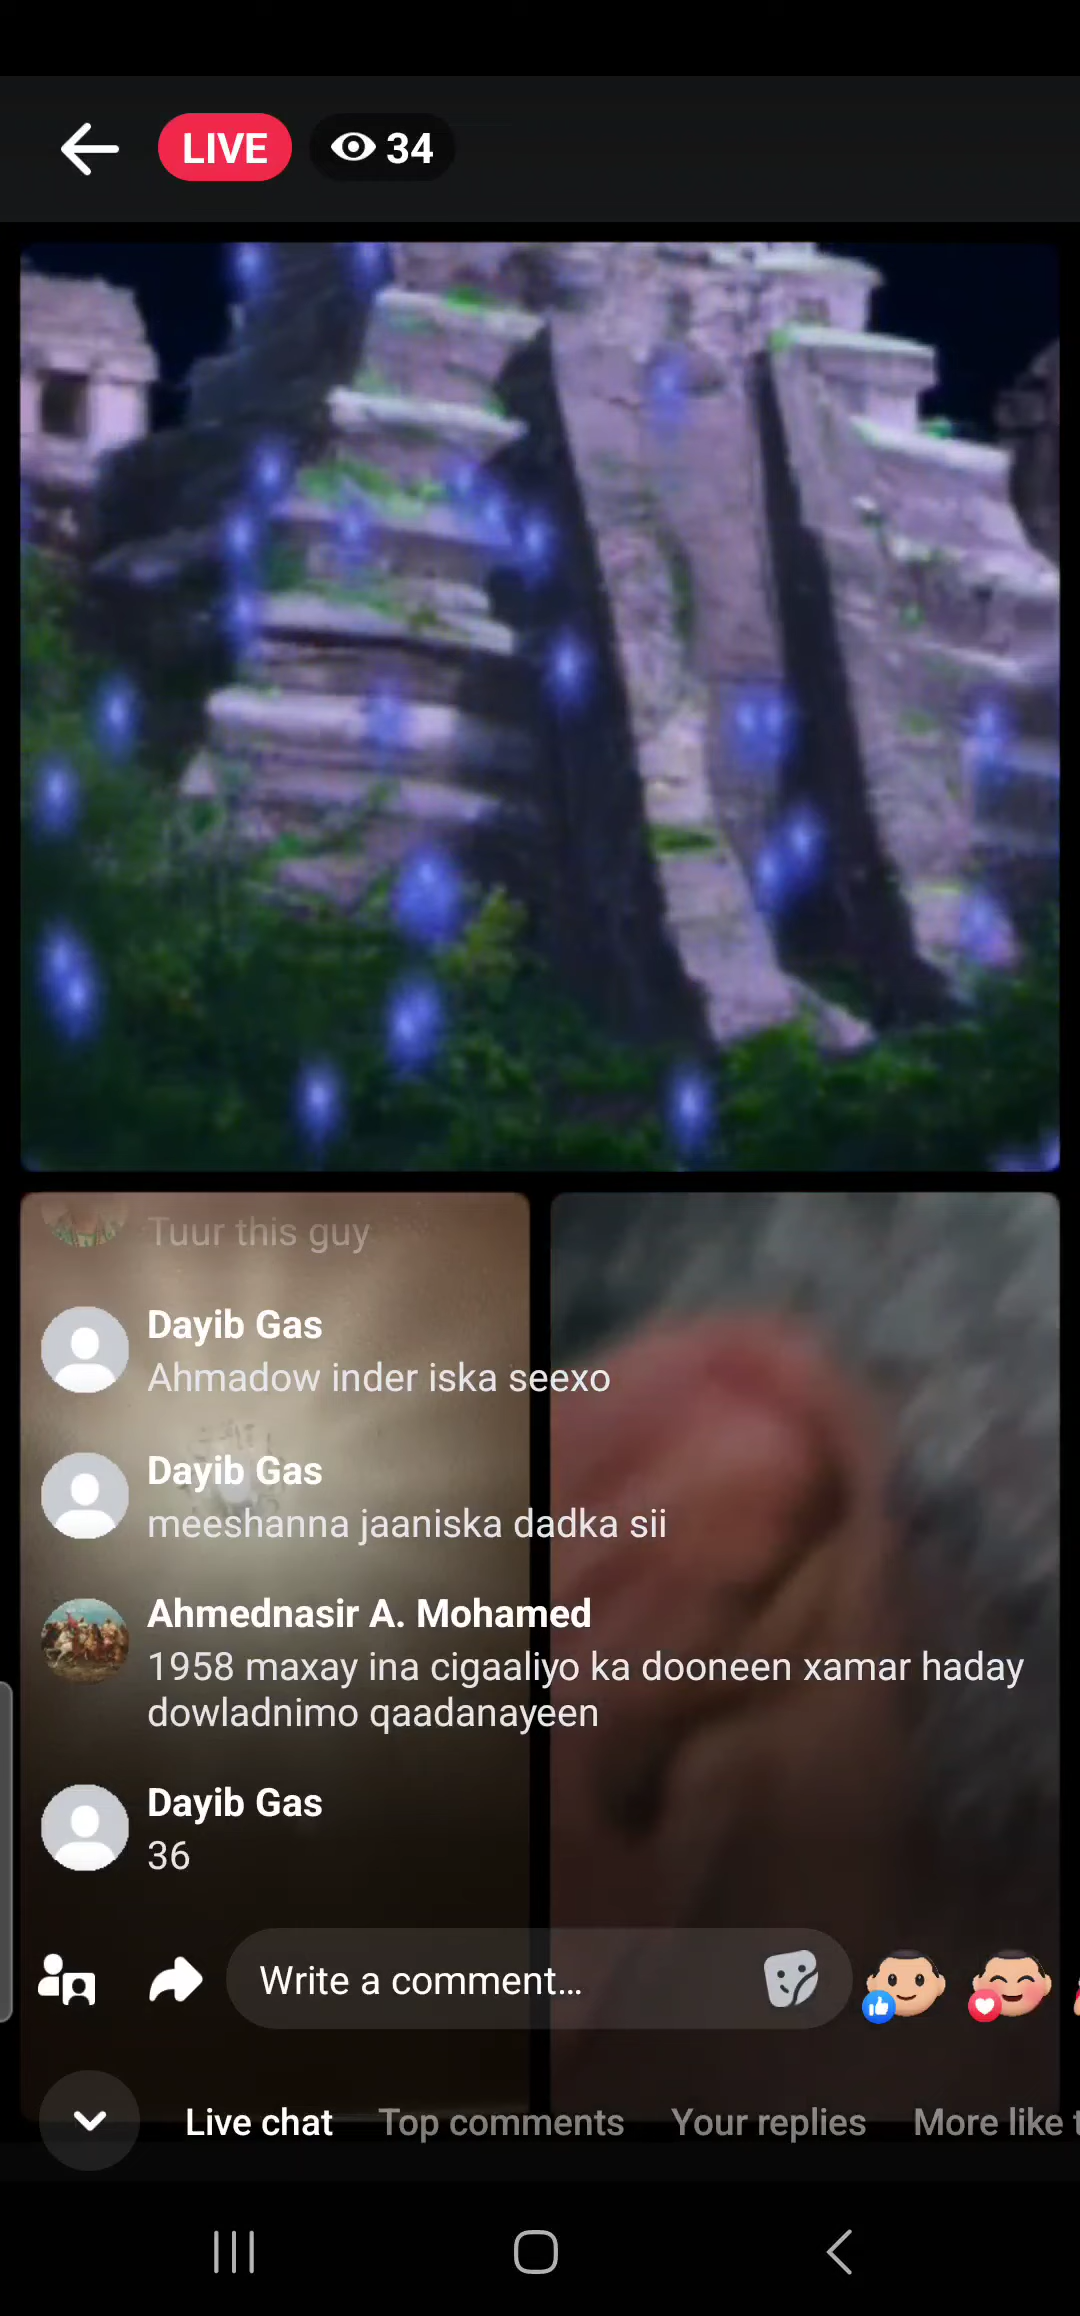 LIVE 34
Tuur this guy
Dayib Gas
Ahmadow inder iska seexo
Dayib Gas
meeshanna jaaniska dadka sii
Ahmednasir A. Mohamed
1958 maxay ina cigaaliyo ka dooneen xamar haday
dowladnimo qaadanayeen
Dayib Gas
36
Write a comment...
Live chat Top comments Your replies More like